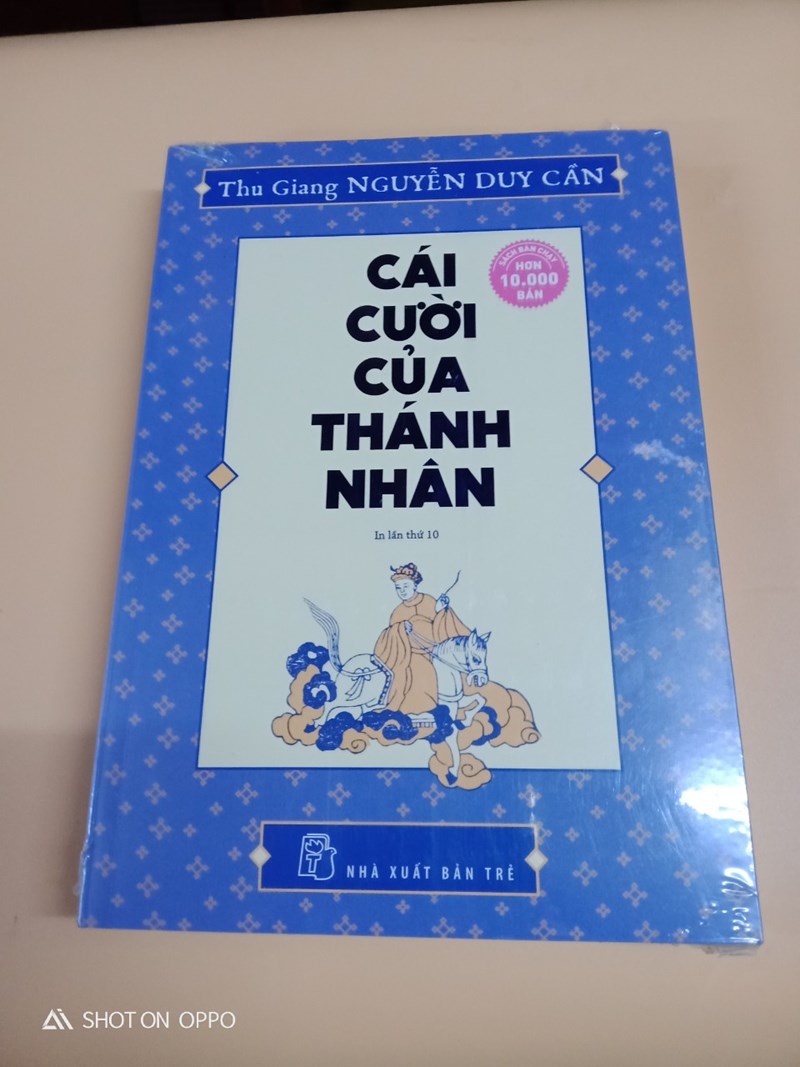 Thu Giang NGUYỄN DUY CẦN
CÁI
CƯỜI
CỦA
THÁNH
NHÂN
SÁCH BÁN CHẠY
HƠN
10.000
BẢN
In lần thứ 10
T
NHÀ XUẤT BẢN TRẺ
SHOT ON OPPO